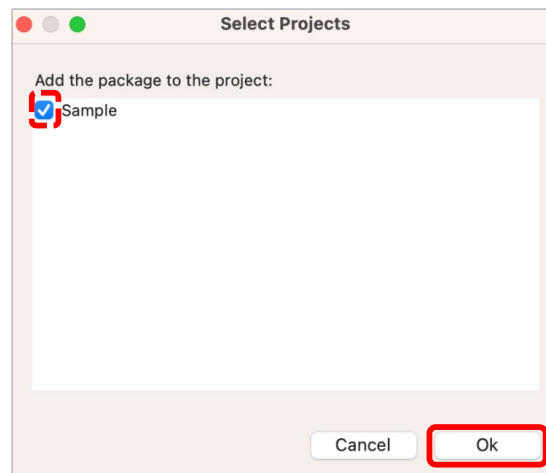 Select Projects
Add the package to the project:
Sample
Cancel Ok